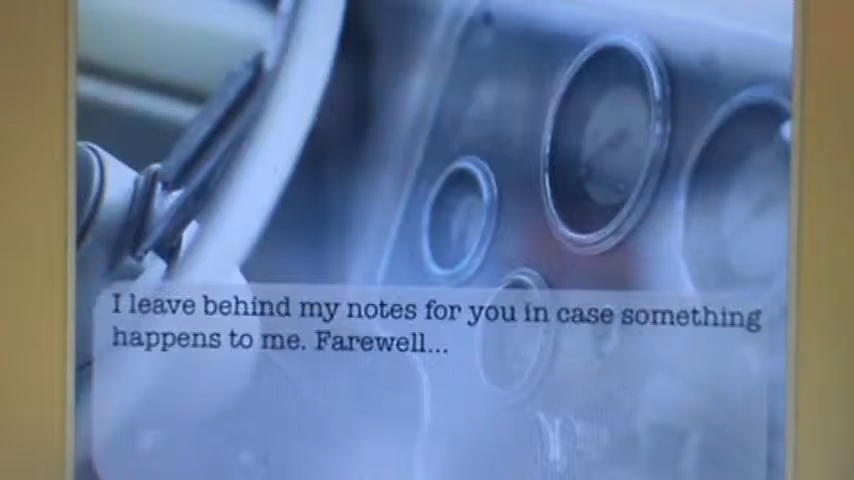 I leave behind my notes for you in case something
happens to me. Farewell...